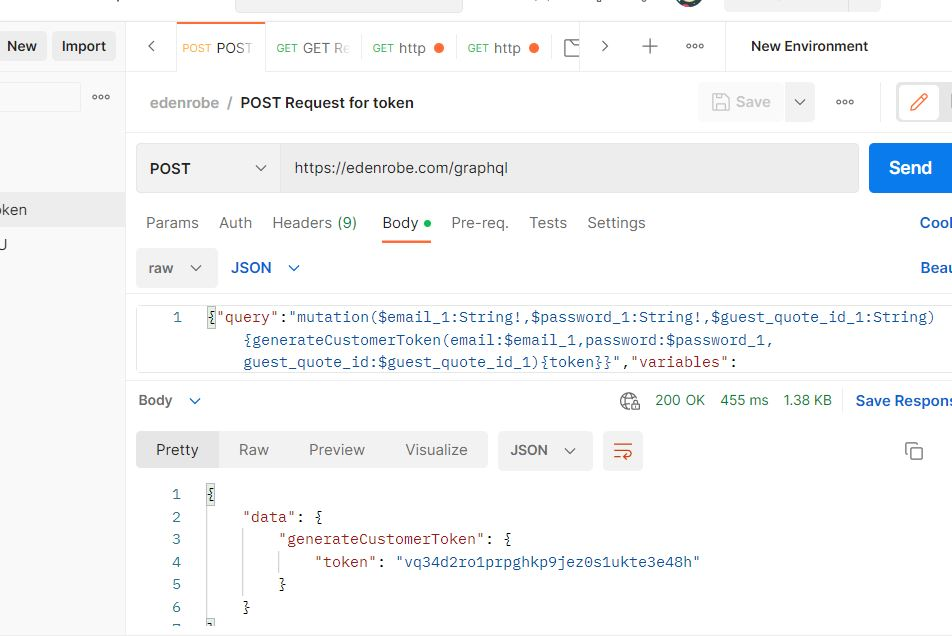 New Import POST POST GET GET Re GET http GET http New Environment
edenrobe / POST Request for token Save
POST https://edenrobe.com/graphql Send
oken
Params Auth Headers (9) Body Pre-req. Tests Settings Cool
U
raw JSON Beau
1 {"query":"mutation($email_1:String!,$password_1:String!,$guest_quote_id_1:String)
{generateCustomerToken(email:$email_1,password:$password_1,
guest_quote_id:$guest_quote_id_1){token}}","variables":
Body 200 OK 455 ms 1.38 KB Save Respons
Pretty Raw Preview Visualize JSON
1 {
2 "data": {
3 "generateCustomerToken": {
4 "token": "vq34d2ro1prpghkp9jez0s1ukte3e48h"
5 }
6 }
7 }